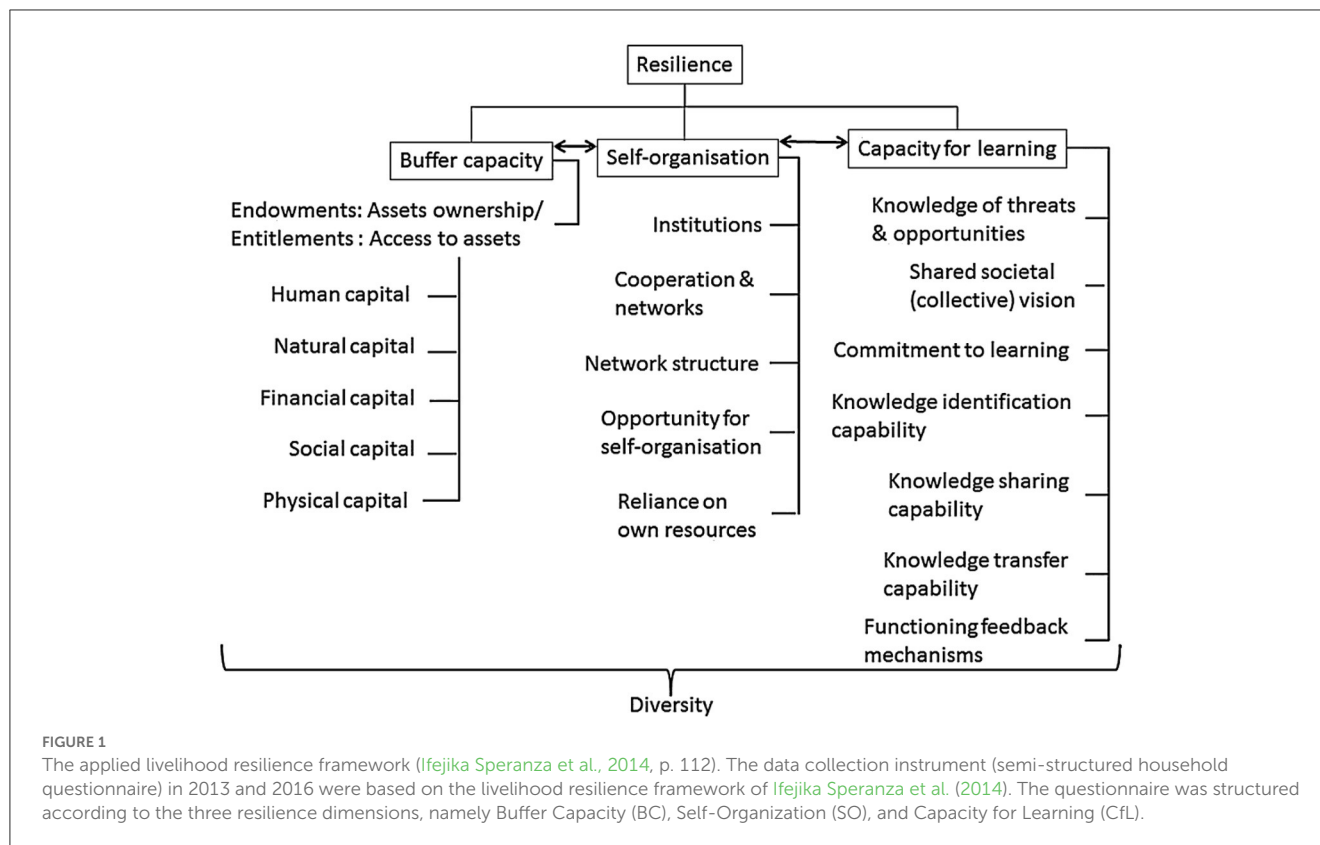 Resilience
Buffer capacity
Self-organisation
Capacity for learning
Endowments: Assets ownership/
Entitlements : Access to assets
Human capital
Natural capital
Financial capital
Social capital
Physical capital
Institutions
Cooperation &
networks
Network structure
Opportunity for
self-organisation
Reliance on
own resources
Knowledge of threats
& opportunities
Shared societal
(collective) vision
Commitment to learning
Knowledge identification
capability
Knowledge sharing
capability
Knowledge transfer
capability
Functioning feedback
mechanisms
Diversity
FIGURE 1
The applied livelihood resilience framework (Ifejika Speranza et al., 2014, p. 112). The data collection instrument (semi-structured household
questionnaire) in 2013 and 2016 were based on the livelihood resilience framework of Ifejika Speranza et al. (2014). The questionnaire was structured
according to the three resilience dimensions, namely Buffer Capacity (BC), Self-Organization (SO), and Capacity for Learning (CfL).